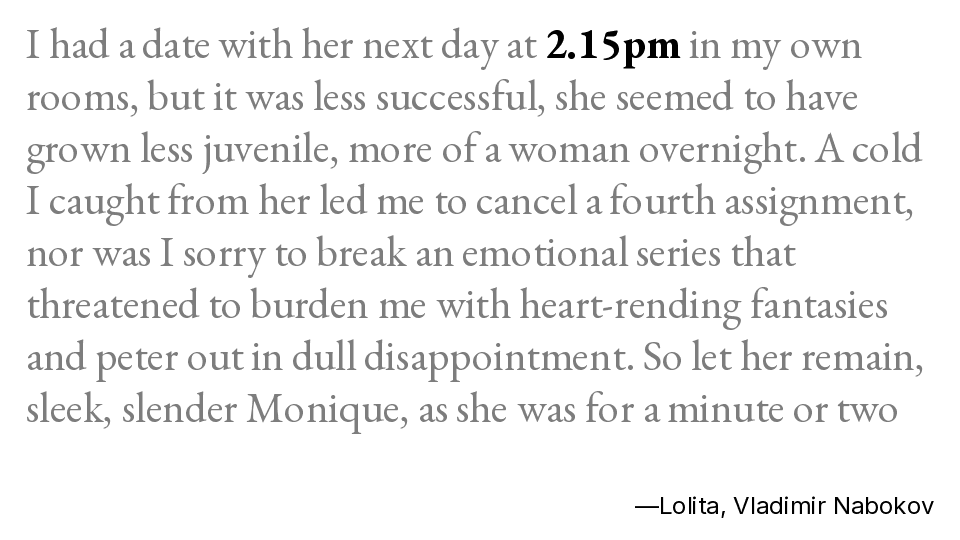 I had a date with her next day at 2.15pm in my own
rooms, but it was less successful, she seemed to have
grown less juvenile, more of a woman overnight. A cold
I caught from her led me to cancel a fourth assignment,
nor was I sorry to break an emotional series that
threatened to burden me with heart-rending fantasies
and peter out in dull disappointment. So let her remain,
sleek, slender Monique, as she was for a minute or two
—Lolita, Vladimir Nabokov